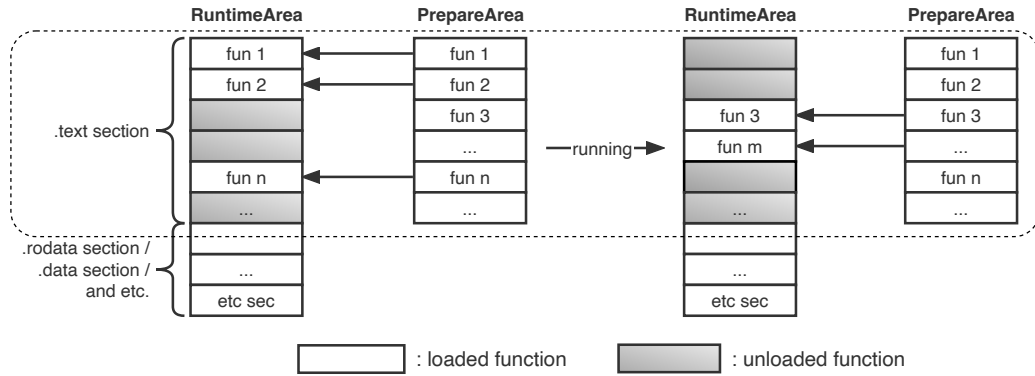 RuntimeArea PrepareArea RuntimeArea PrepareArea
fun 1 fun 1 fun 1
fun 2 fun 2 fun 2
fun 3 fun 3 fun 3
.text section ... running fun m ...
fun n fun n fun n
... ... ... ...
.rodata section /
.data section / ... ...
and etc. etc sec etc sec
: loaded function : unloaded function